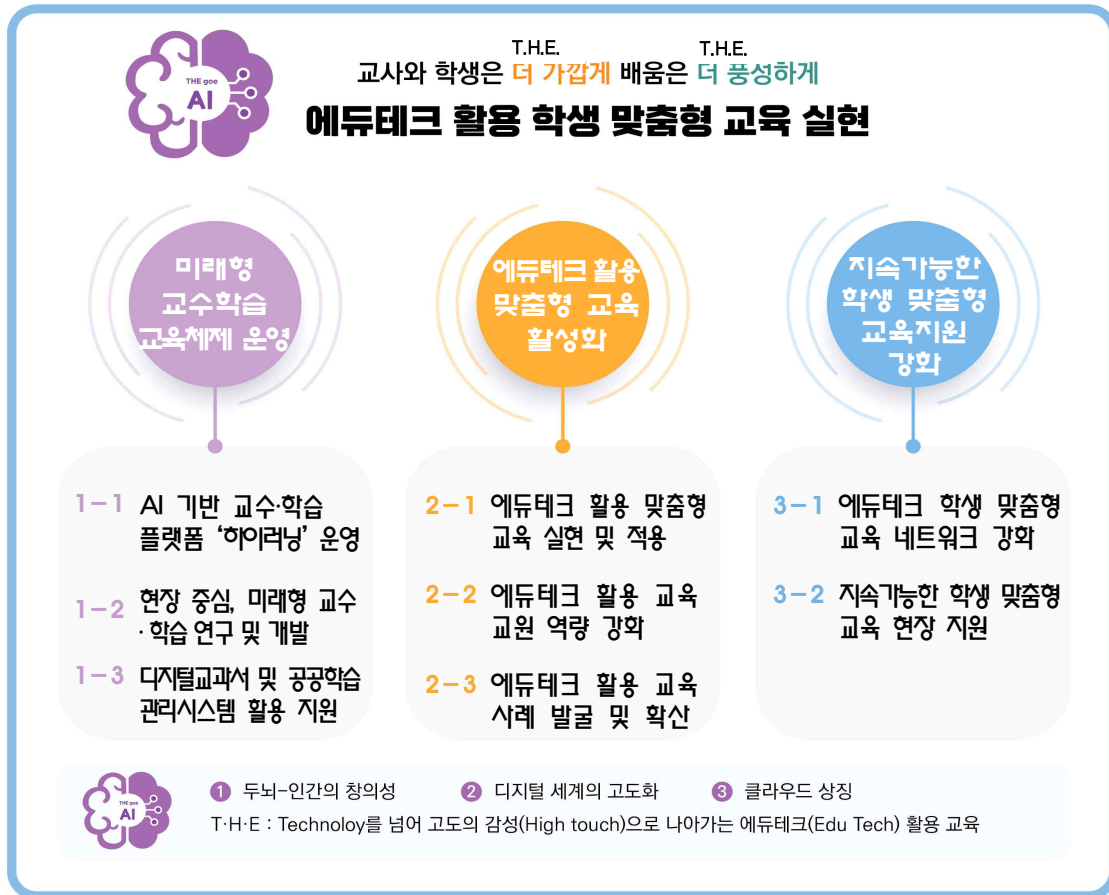 THE goe
AI
T.H.E. T.H.E.
교사와 학생은 더 가깝게 배움은 더 풍성하게
에듀테크 활용 학생 맞춤형 교육 실현
미래형
교수학습
교육체제 운영
에듀테크 활용
맞춤형 교육
활성화
지속가능한
학생 맞춤형
교육지원
강화
1-1 AI 기반 교수·학습
플랫폼 ‘하이러닝’ 운영
1-2 현장 중심, 미래형 교수
· 학습 연구 및 개발
1-3 디지털교과서 및 공공학습
관리시스템 활용 지원
2-1 에듀테크 활용 맞춤형
교육 실현 및 적용
2-2 에듀테크 활용 교육
교원 역량 강화
2-3 에듀테크 활용 교육
사례 발굴 및 확산
3-1 에듀테크 학생 맞춤형
교육 네트워크 강화
3-2 지속가능한 학생 맞춤형
교육 현장 지원
THE goe
AI
1 두뇌-인간의 창의성 2 디지털 세계의 고도화 3 클라우드 상징
T·H·E : Technoloy를 넘어 고도의 감성(High touch)으로 나아가는 에듀테크(Edu Tech) 활용 교육